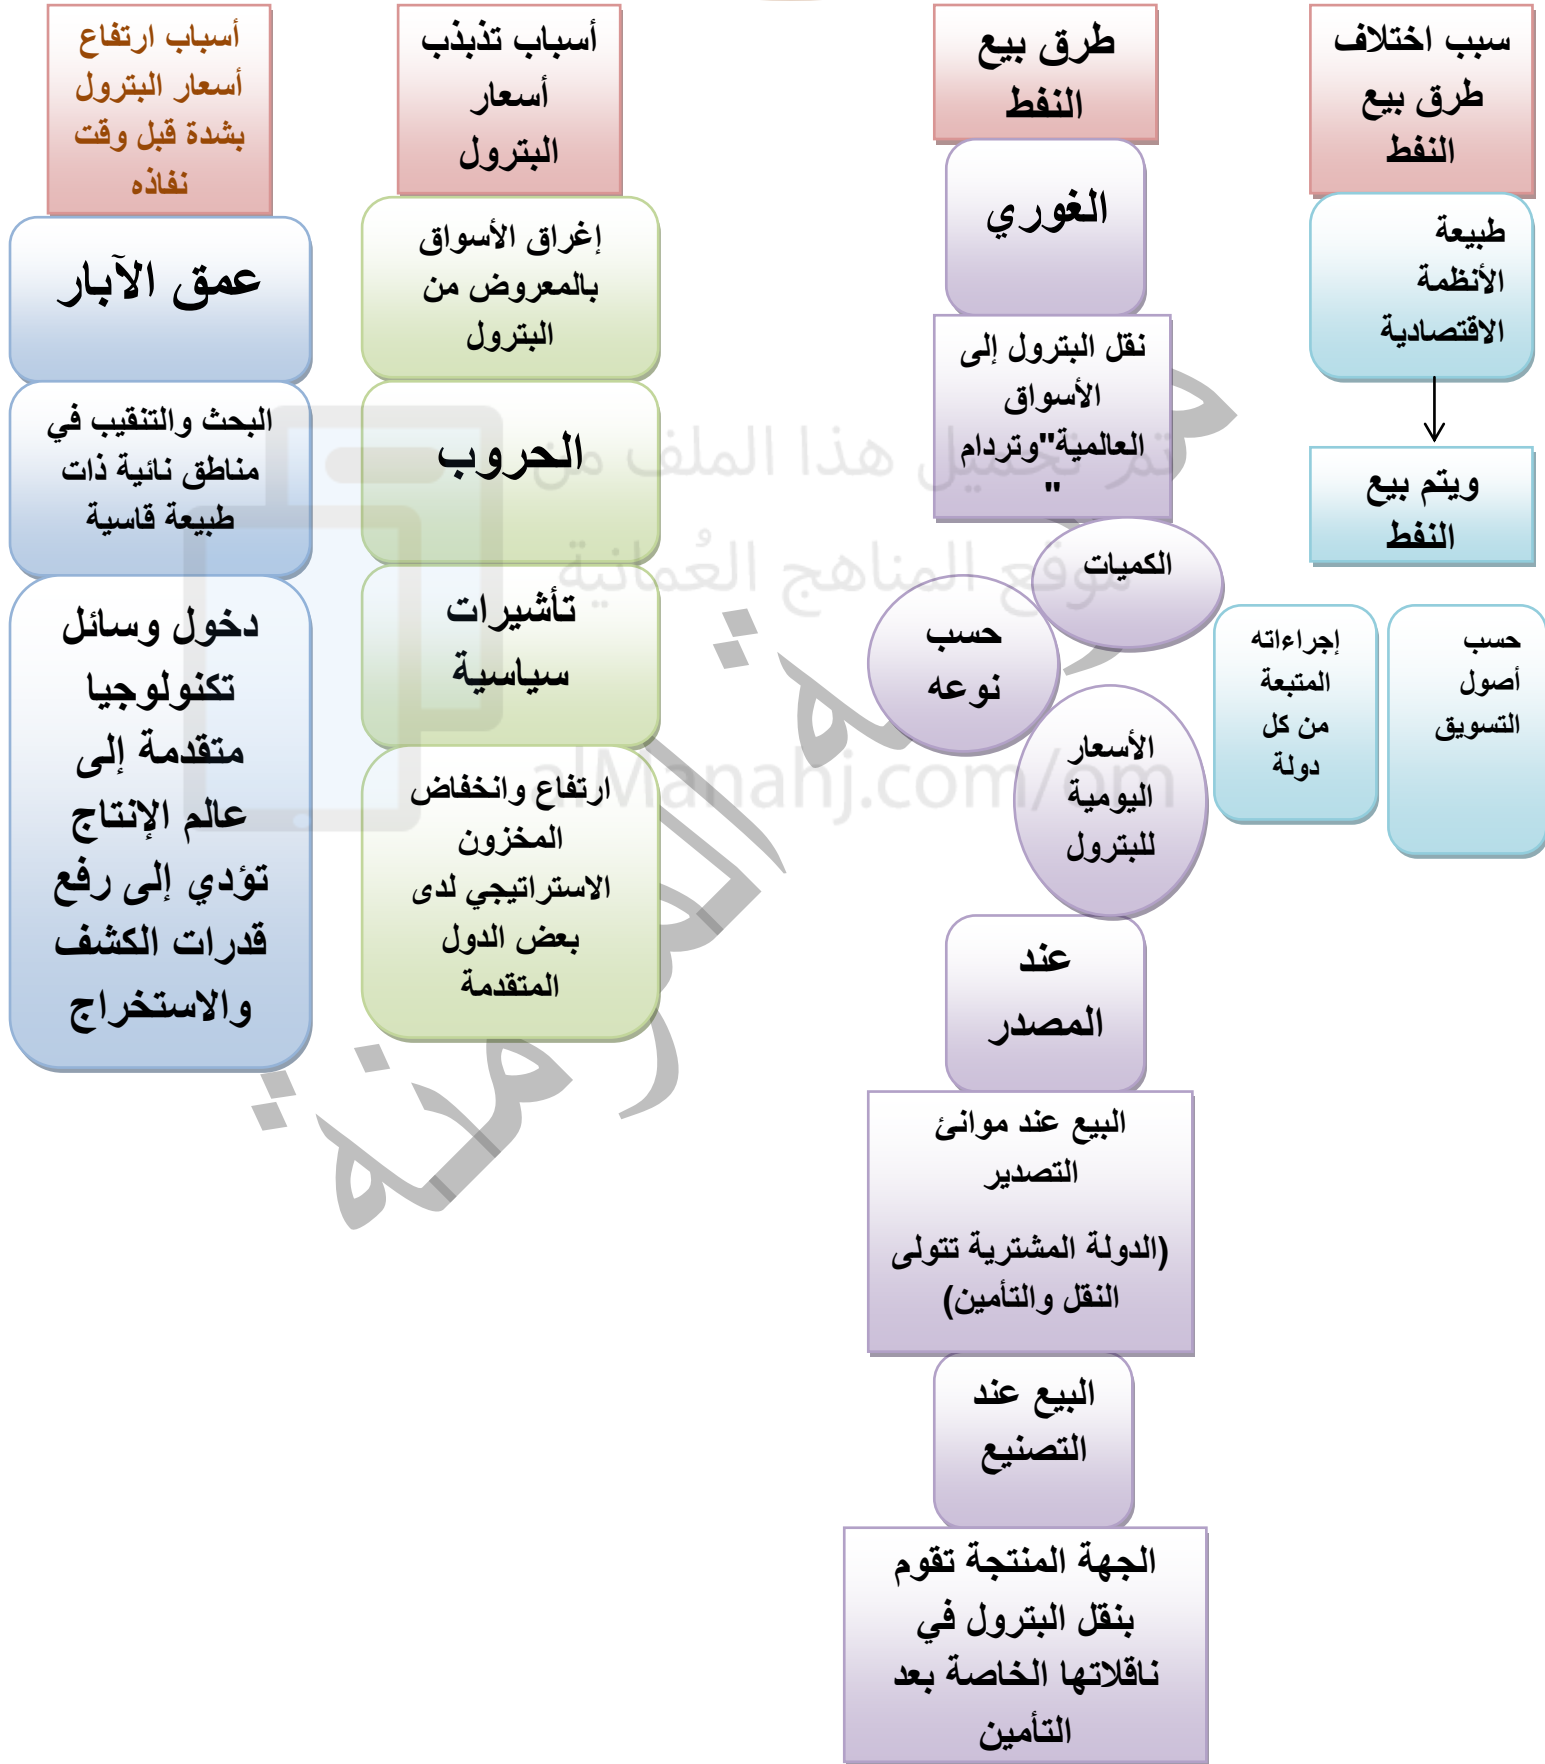 سبب اختلاف
طرق بيع
النفط
طبيعة
الأنظمة
الاقتصادية
ويتم بيع
النفط
حسب
أصول
التسويق
إجراءاته
المتبعة
من كل
دولة
طرق بيع
النفط
الغوري
نقل البترول إلى
الأسواق
العالمية"وتردام
"
الكميات
حسب
نوعه
الأسعار
اليومية
للبترول
عند
المصدر
البيع عند موانئ
التصدير
(الدولة المشترية تتولى
النقل والتأمين)
البيع عند
التصنيع
الجهة المنتجة تقوم
بنقل البترول في
ناقلاتها الخاصة بعد
التأمين
أسباب تذبذب
أسعار
البترول
إغراق الأسواق
بالمعروض من
البترول
الحروب
تأشيرات
سياسية
ارتفاع وانخفاض
المخزون
الاستراتيجي لدى
بعض الدول
المتقدمة
أسباب ارتفاع
أسعار البترول
بشدة قبل وقت
نفاذه
عمق الآبار
البحث والتنقيب في
مناطق نائية ذات
طبيعة قاسية
دخول وسائل
تكنولوجيا
متقدمة إلى
عالم الإنتاج
تؤدي إلى رفع
قدرات الكشف
والاستخراج
تم تحميل هذا الملف من
موقع المناهج العُمانية
alManahj.com/om